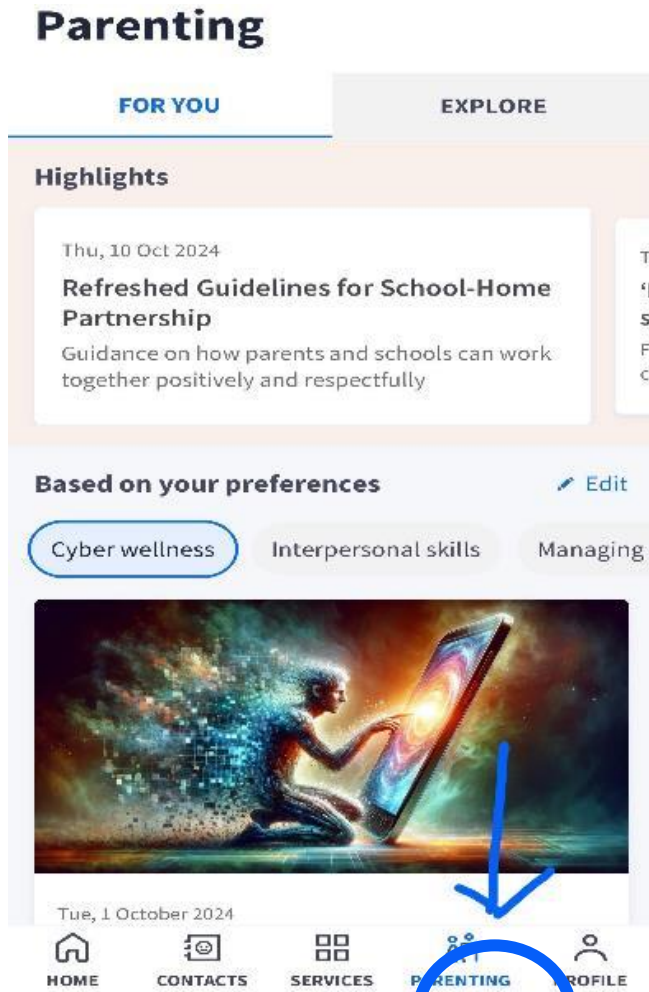 Parenting
FOR YOU
EXPLORE
Highlights
Thu, 10 Oct 2024
Refreshed Guidelines for School-Home
Partnership
Guidance on how parents and schools can work
together positively and respectfully
Based on your preferences
Edit
Cyber wellness
Interpersonal skills
Managing
Tue, 1 October 2024
HOME
CONTACTS
SERVICES
PARENTING
PROFILE